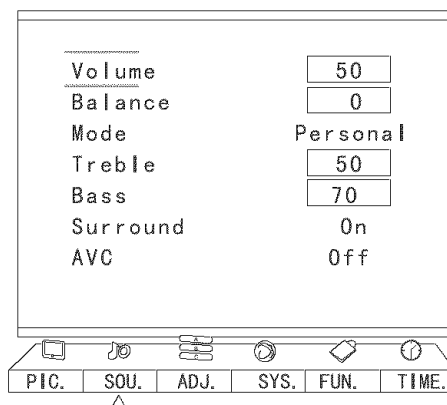 Volume 50
Balance 0
Mode Personal
Treble 50
Bass 70
Surround On
AVC Off
PIC. SOU. ADJ. SYS. FUN. TIME.